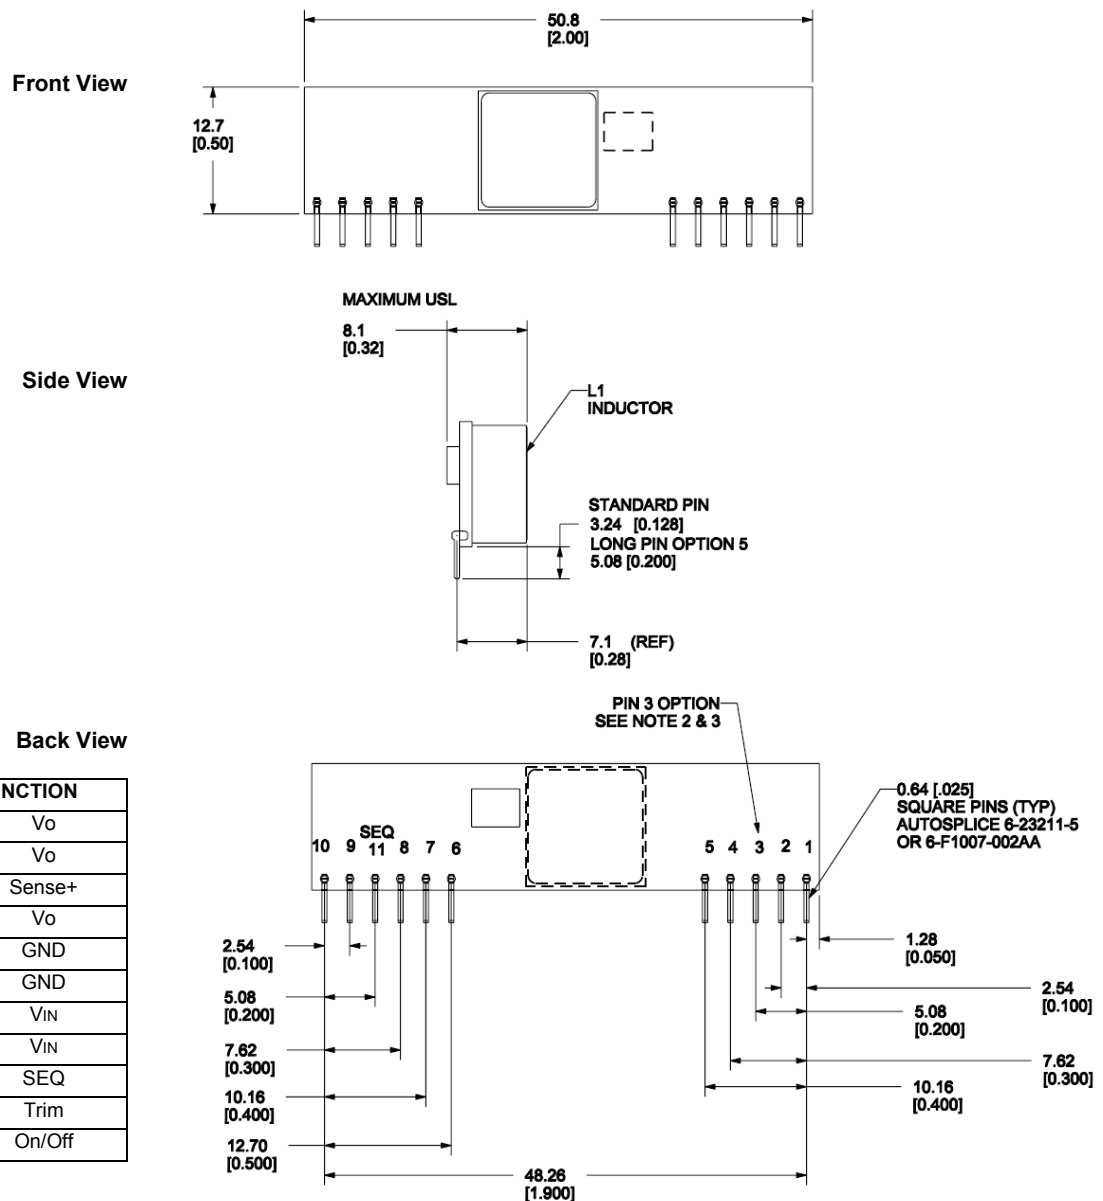 50.8
[2.00]
Front View
12.7
[0.50]
MAXIMUM USL
8.1
[0.32]
Side View
L1
INDUCTOR
STANDARD PIN
3.24 [0.128]
LONG PIN OPTION 5
5.08 [0.200]
7.1 (REF)
[0.28]
PIN 3 OPTION
SEE NOTE 2 & 3
Back View
NCTION
Vo
Vo
Sense+
Vo
GND
GND
VIN
VIN
SEQ
Trim
On/Off
0.64 [.025]
SQUARE PINS (TYP)
AUTOSPLICE 6-23211-5
OR 6-F1007-002AA
SEQ
10 9 11 8 7 6 5 4 3 2 1
2.54
[0.100]
5.08
[0.200]
7.62
[0.300]
10.16
[0.400]
12.70
[0.500]
1.28
[0.050]
2.54
[0.100]
5.08
[0.200]
7.62
[0.300]
10.16
[0.400]
48.26
[1.900]